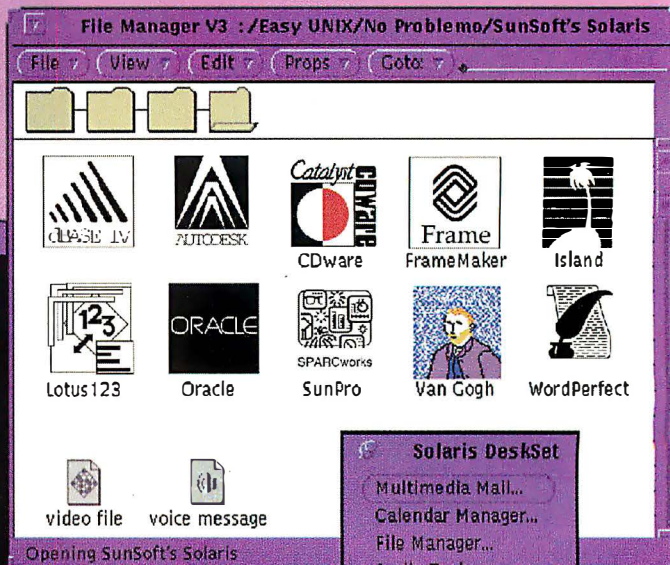 File Manager V3 :/Easy UNIX/No Problemo/SunSoft's Solaris
File View Edit Props Goto:
dBASE IV AUTODESK Catalyst CDware Frame
CDware FrameMaker Island
123 ORACLE SPARCworks
Lotus123 Oracle SunPro Van Gogh WordPerfect
Solaris DeskSet
Multimedia Mail...
video file voice message Calendar Manager...
Opening SunSoft's Solaris File Manager...